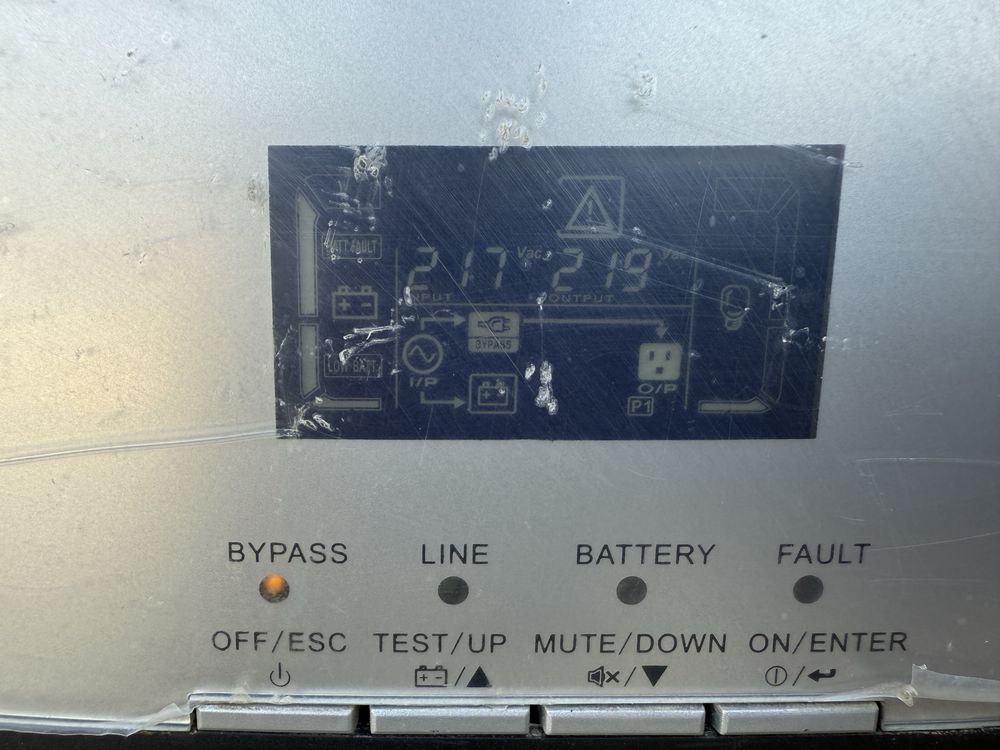 BATT FAULT
217 Vac 219 Vac
INPUT OUTPUT
BYPASS
LOW BATT.
I/P O/P
P1
BYPASS LINE BATTERY FAULT
OFF/ESC TEST/UP MUTE/DOWN ON/ENTER